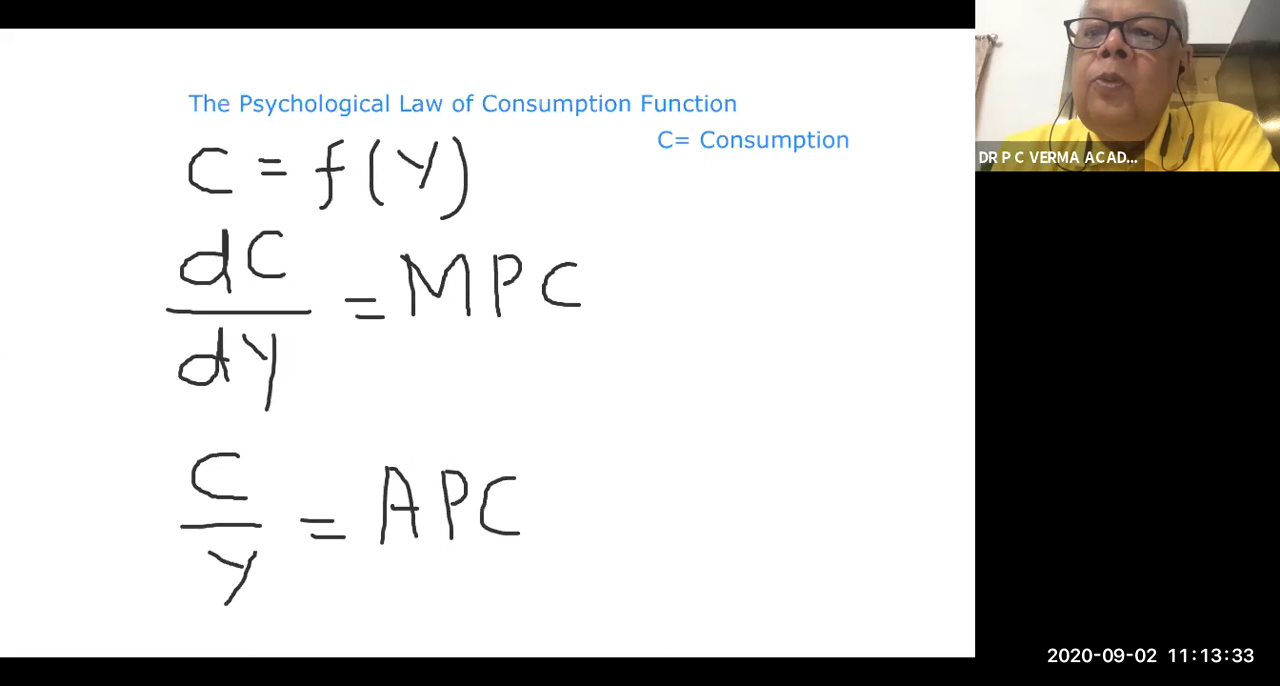 The Psychological Law of Consumption Function
C= Consumption
C = f(Y)
dC/dY = MPC
C/Y = APC
DR P C VERMA ACAD...
2020-09-02 11:13:33